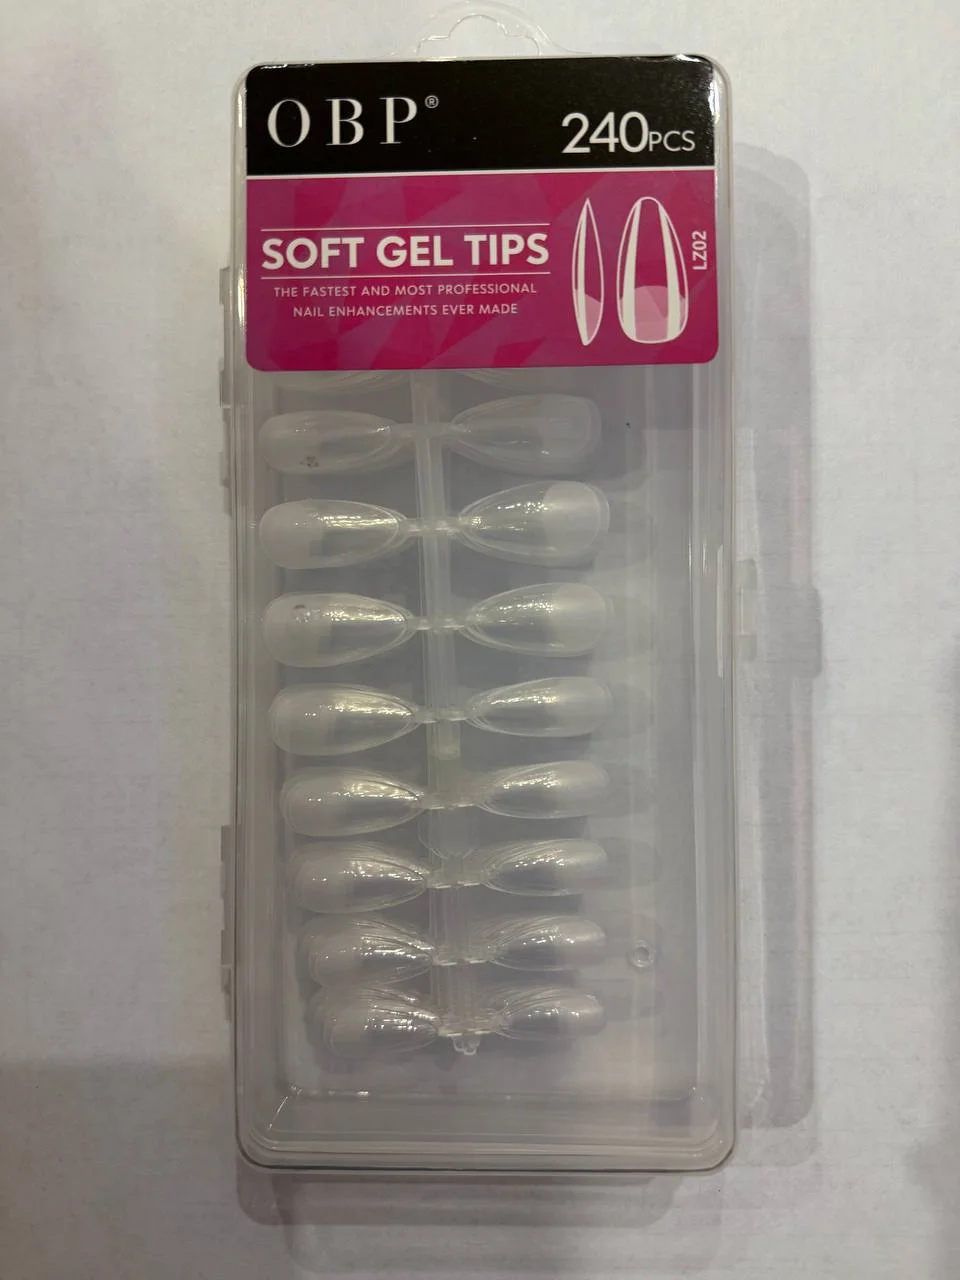 OBP®
240PCS
SOFT GEL TIPS
THE FASTEST AND MOST PROFESSIONAL
NAIL ENHANCEMENTS EVER MADE
LZ02